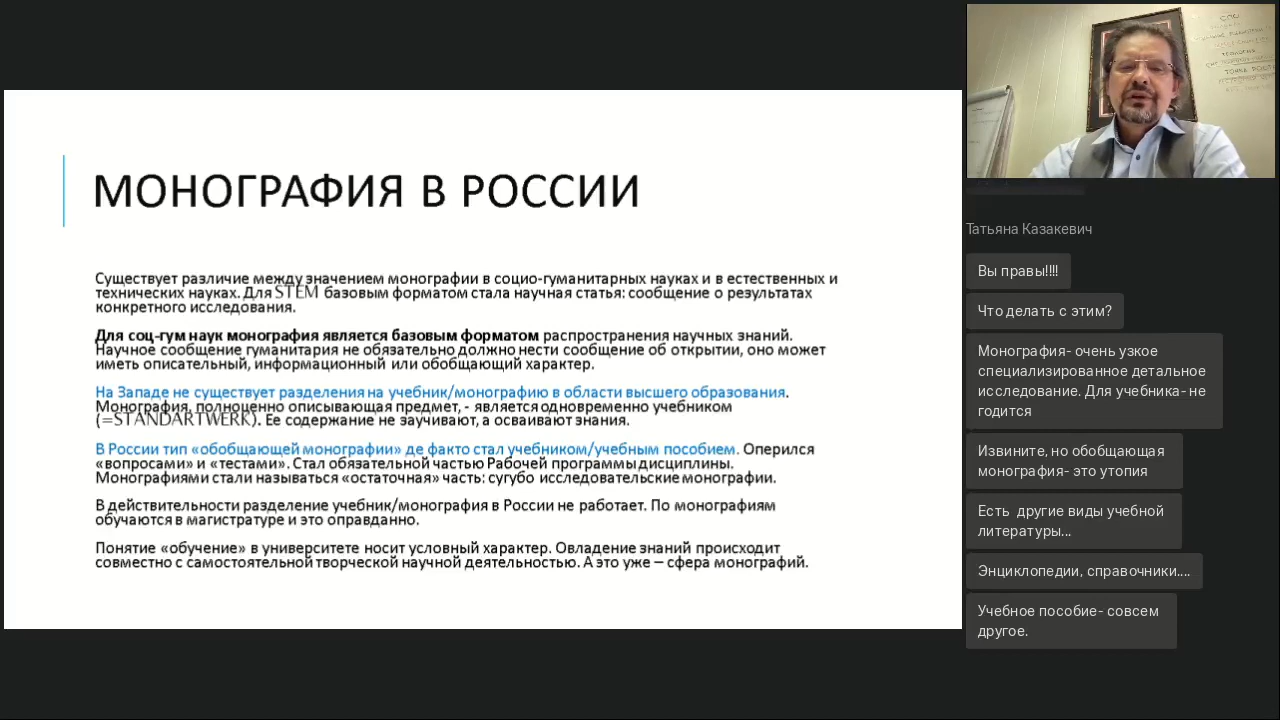 МОНОГРАФИЯ В РОССИИ
Существует различие между значением монографии в социо-гуманитарных науках и в естественных и
технических науках. Для STEM базовым форматом стала научная статья: сообщение о результатах
конкретного исследования.
Для соц-гум наук монография является базовым форматом распространения научных знаний.
Научное сообщение гуманитария не обязательно должно нести сообщение об открытии, оно может
иметь описательный, информационный или обобщающий характер.
На Западе не существует разделения на учебник/монографию в области высшего образования.
Монография, полноценно описывающая предмет, - является одновременно учебником
(=STANDARTWERK). Ее содержание не заучивают, а осваивают знания.
В России тип «обобщающей монографии» де факто стал учебником/учебным пособием. Оперился
«вопросами» и «тестами». Стал обязательной частью Рабочей программы дисциплины.
Монографиями стали называться «остаточная» часть: сугубо исследовательские монографии.
В действительности разделение учебник/монография в России не работает. По монографиям
обучаются в магистратуре и это оправданно.
Понятие «обучение» в университете носит условный характер. Овладение знаний происходит
совместно с самостоятельной творческой научной деятельностью. А это уже – сфера монографий.
СПО
ТЕОЛОГИЯ
Татьяна Казакевич
Вы правы!!!!
Что делать с этим?
Монография- очень узкое
специализированное детальное
исследование. Для учебника- не
годится
Извините, но обобщающая
монография- это утопия
Есть другие виды учебной
литературы...
Энциклопедии, справочники....
Учебное пособие- совсем
другое.